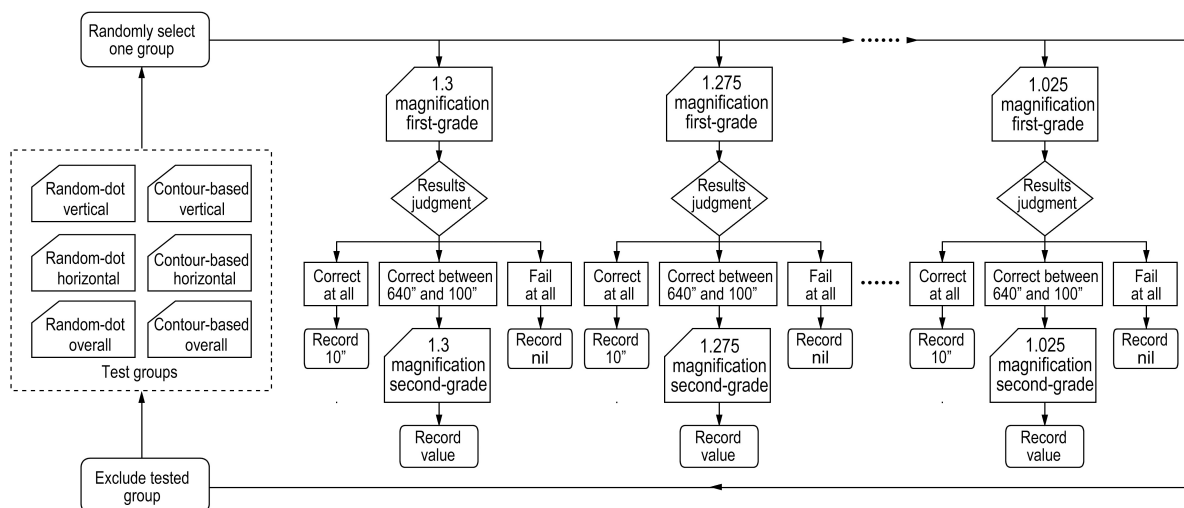 Randomly select
one group
Random-dot
vertical
Contour-based
vertical
Random-dot
horizontal
Contour-based
horizontal
Random-dot
overall
Contour-based
overall
Test groups
Exclude tested
group
1.3
magnification
first-grade
Results
judgment
Correct
at all
Correct between
640” and 100”
Fail
at all
Record
10”
1.3
magnification
second-grade
Record
nil
Record
value
1.275
magnification
first-grade
Results
judgment
Correct
at all
Correct between
640” and 100”
Fail
at all
Record
10”
1.275
magnification
second-grade
Record
nil
Record
value
......
......
1.025
magnification
first-grade
Results
judgment
Correct
at all
Correct between
640” and 100”
Fail
at all
Record
10”
1.025
magnification
second-grade
Record
nil
Record
value